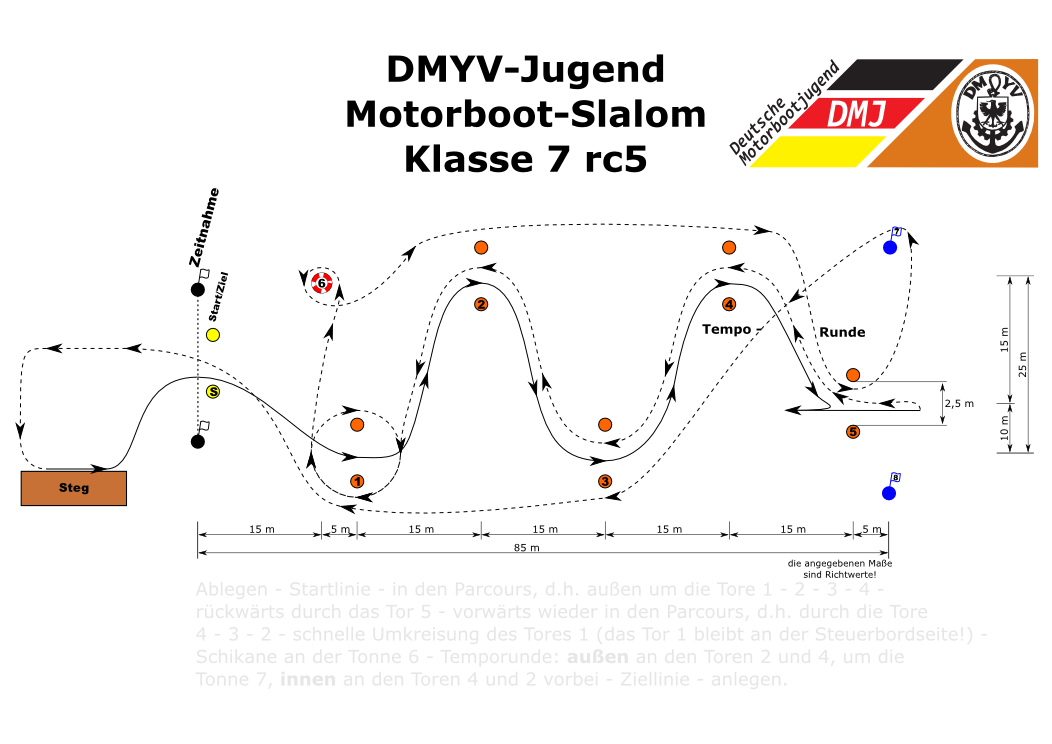 DMYV-Jugend
Motorboot-Slalom
Klasse 7 rc5
Deutsche
Motorbootjugend
DMJ
DMYV
Zeitnahme
Start/Ziel
S
6
2
4
7
Tempo -
Runde
15 m
25 m
2,5 m
10 m
1
3
5
8
Steg
15 m
5 m
15 m
15 m
15 m
15 m
5 m
85 m
die angegebenen Maße
sind Richtwerte!
Ablegen - Startlinie - in den Parcours, d.h. außen um die Tore 1 - 2 - 3 - 4 -
rückwärts durch das Tor 5 - vorwärts wieder in den Parcours, d.h. durch die Tore
4 - 3 - 2 - schnelle Umkreisung des Tores 1 (das Tor 1 bleibt an der Steuerbordseite!) -
Schikane an der Tonne 6 - Temporunde: außen an den Toren 2 und 4, um die
Tonne 7, innen an den Toren 4 und 2 vorbei - Ziellinie - anlegen.